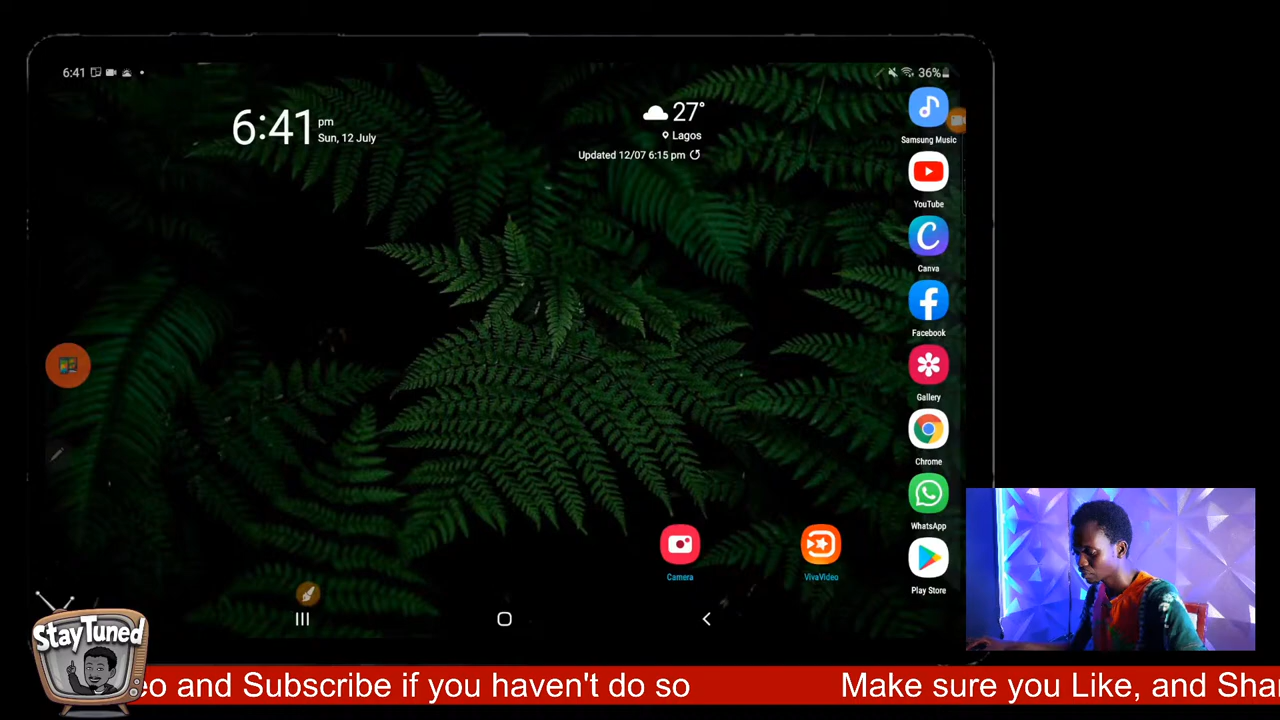 6:41
36%
6:41 pm
Sun, 12 July
27°
Lagos
Updated 12/07 6:15 pm
Samsung Music
YouTube
Canva
Facebook
Gallery
Chrome
WhatsApp
Play Store
Camera
VivaVideo
StayTuned
eo and Subscribe if you haven't do so
Make sure you Like, and Shar